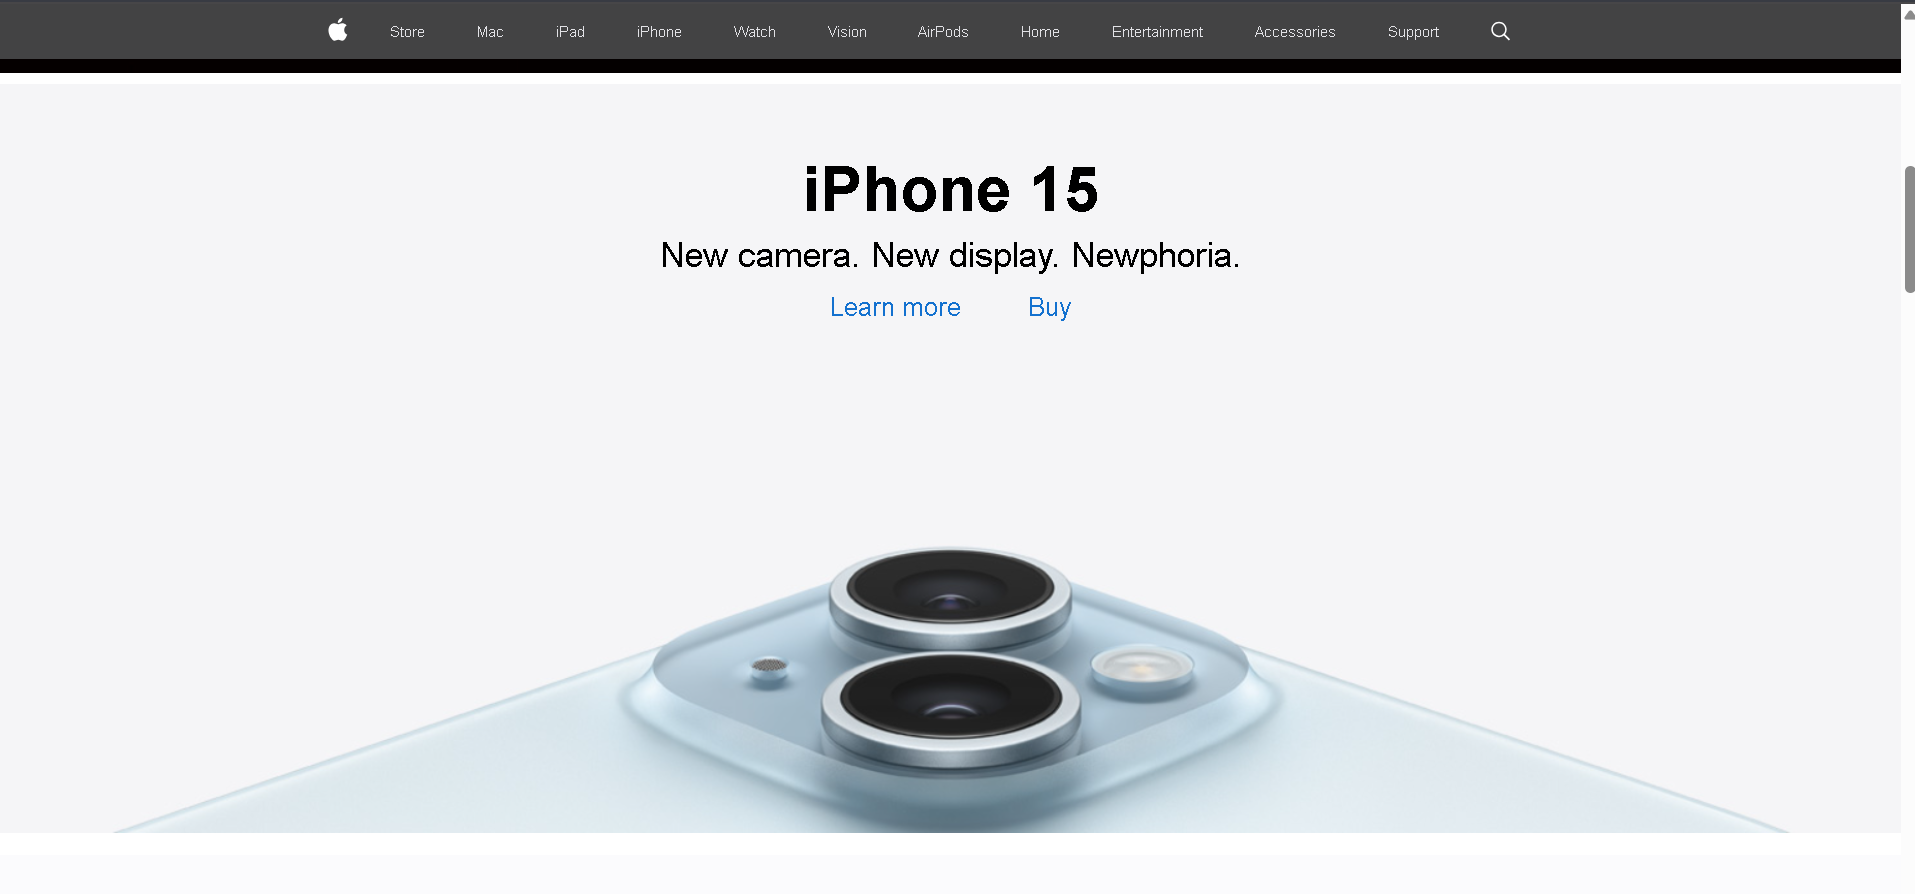 Store Mac iPad iPhone Watch Vision AirPods Home Entertainment Accessories Support
iPhone 15
New camera. New display. Newphoria.
Learn more Buy